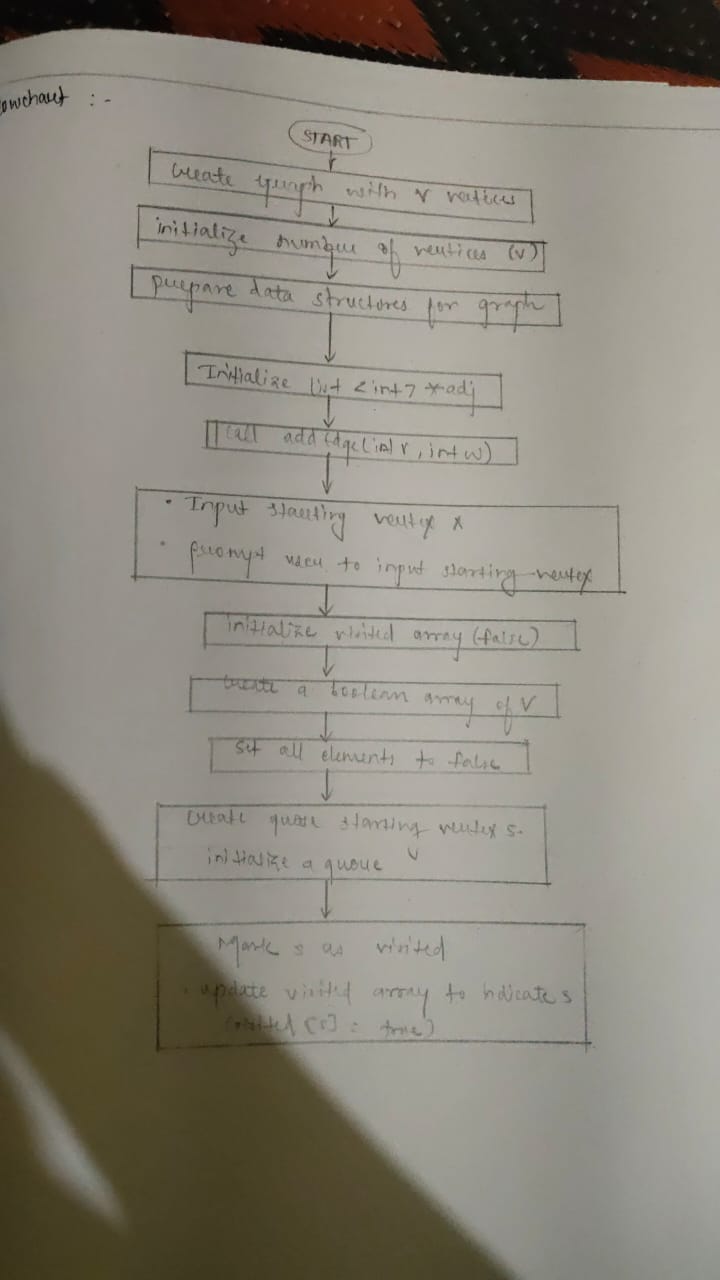 owchart :-
START
create graph with V vertices
initialize number of vertices (v)
prepare data structures for graph
Initialize list <int> *adj
call addEdge(int v, int w)
• Input starting vertex x
• prompt user to input starting vertex
initialize visited array (false)
create a boolean array of V
set all elements to false
create queue starting vertex s.
initialize a queue
Mark s as visited
• update visited array to indicate s
(visited [s] = true)